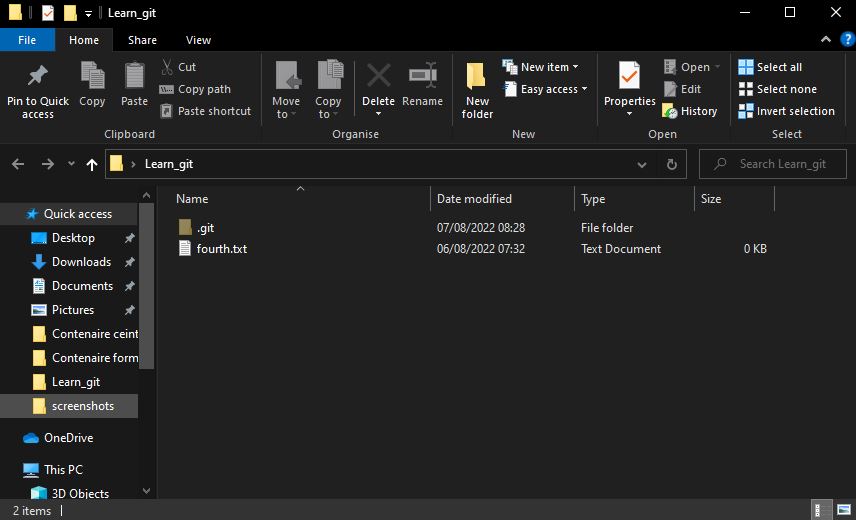 Learn_git
File Home Share View
Pin to Quick access
Copy
Paste
Cut
Copy path
Paste shortcut
Clipboard
Move to
Copy to
Delete
Rename
Organise
New folder
New item
Easy access
New
Properties
Open
Edit
History
Open
Select all
Select none
Invert selection
Select
Learn_git
Search Learn_git
Name Date modified Type Size
.git 07/08/2022 08:28 File folder
fourth.txt 06/08/2022 07:32 Text Document 0 KB
Quick access
Desktop
Downloads
Documents
Pictures
Contenaire ceint
Contenaire form
Learn_git
screenshots
OneDrive
This PC
3D Objects
2 items